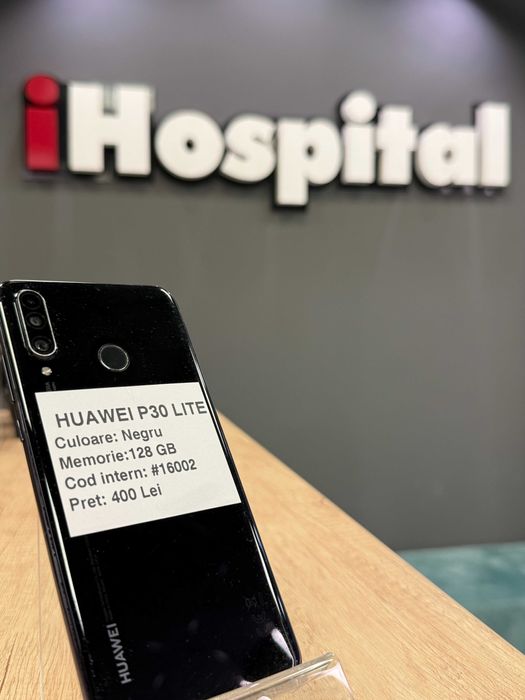 iHospital
HUAWEI P30 LITE
Culoare: Negru
Memorie:128 GB
Cod intern: #16002
Pret: 400 Lei
HUAWEI